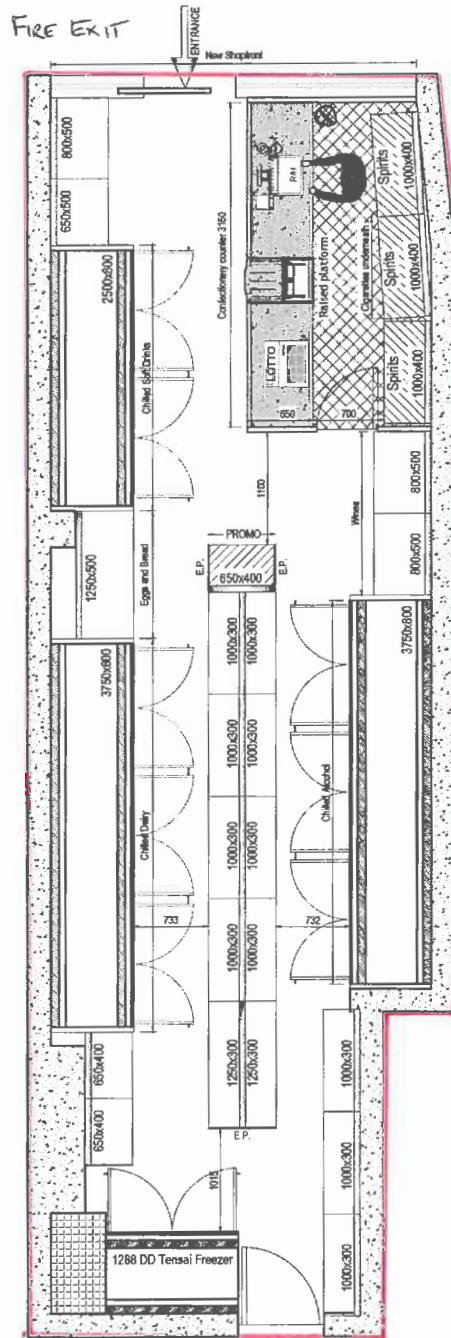 FIRE EXIT
ENTRANCE
New Shopfront
800x500
650x500
Confectionery counter 3150
Raised platform
Cigarettes underneath
Spirits
1000x400
Spirits
1000x400
Spirits
1000x400
2500x800
Chilled Soft Drinks
LOTTO
650
700
1100
Wines
800x500
800x500
1250x500
Eggs and Bread
PROMO
E.P.
650x400
E.P.
3750x800
Chilled Dairy
1000x300
1000x300
1000x300
1000x300
1000x300
1000x300
1000x300
1000x300
1250x300
1250x300
Chilled Alcohol
3750x800
733
732
650x400
650x400
E.P.
1015
1000x300
1000x300
1000x300
1288 DD Tensai Freezer